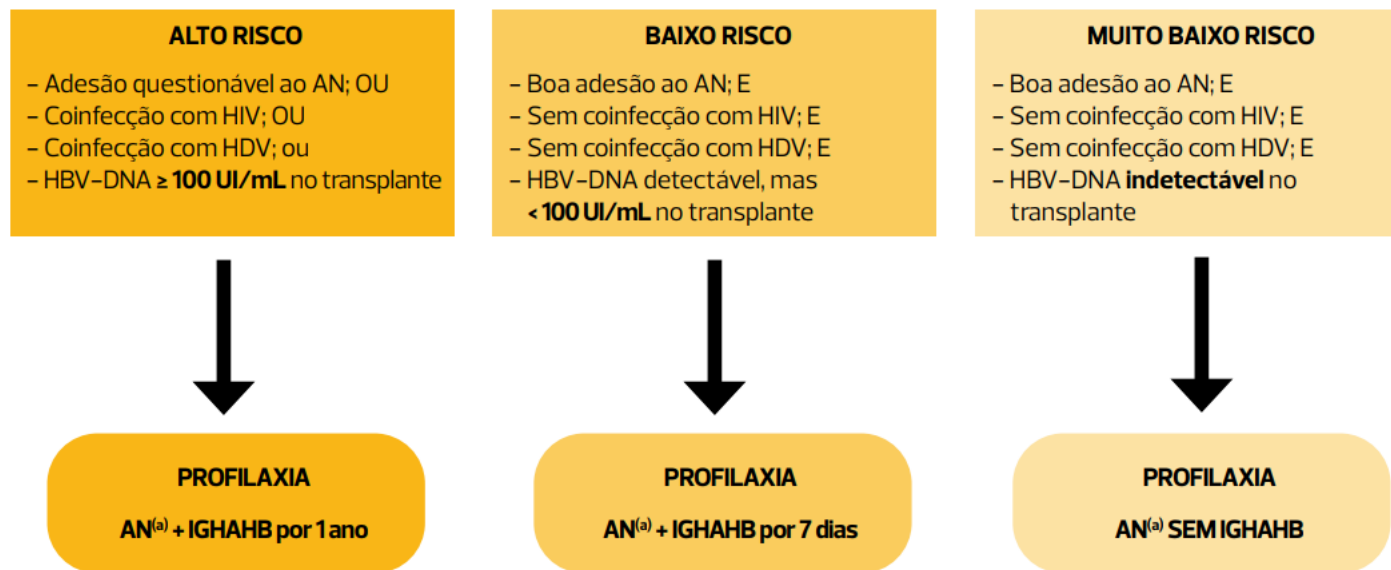 ALTO RISCO
– Adesão questionável ao AN; OU
– Coinfecção com HIV; OU
– Coinfecção com HDV; ou
– HBV-DNA ≥ 100 UI/mL no transplante
BAIXO RISCO
– Boa adesão ao AN; E
– Sem coinfecção com HIV; E
– Sem coinfecção com HDV; E
– HBV-DNA detectável, mas
< 100 UI/mL no transplante
MUITO BAIXO RISCO
– Boa adesão ao AN; E
– Sem coinfecção com HIV; E
– Sem coinfecção com HDV; E
– HBV-DNA indetectável no
transplante
PROFILAXIA
AN(a) + IGHAHB por 1 ano
PROFILAXIA
AN(a) + IGHAHB por 7 dias
PROFILAXIA
AN(a) SEM IGHAHB